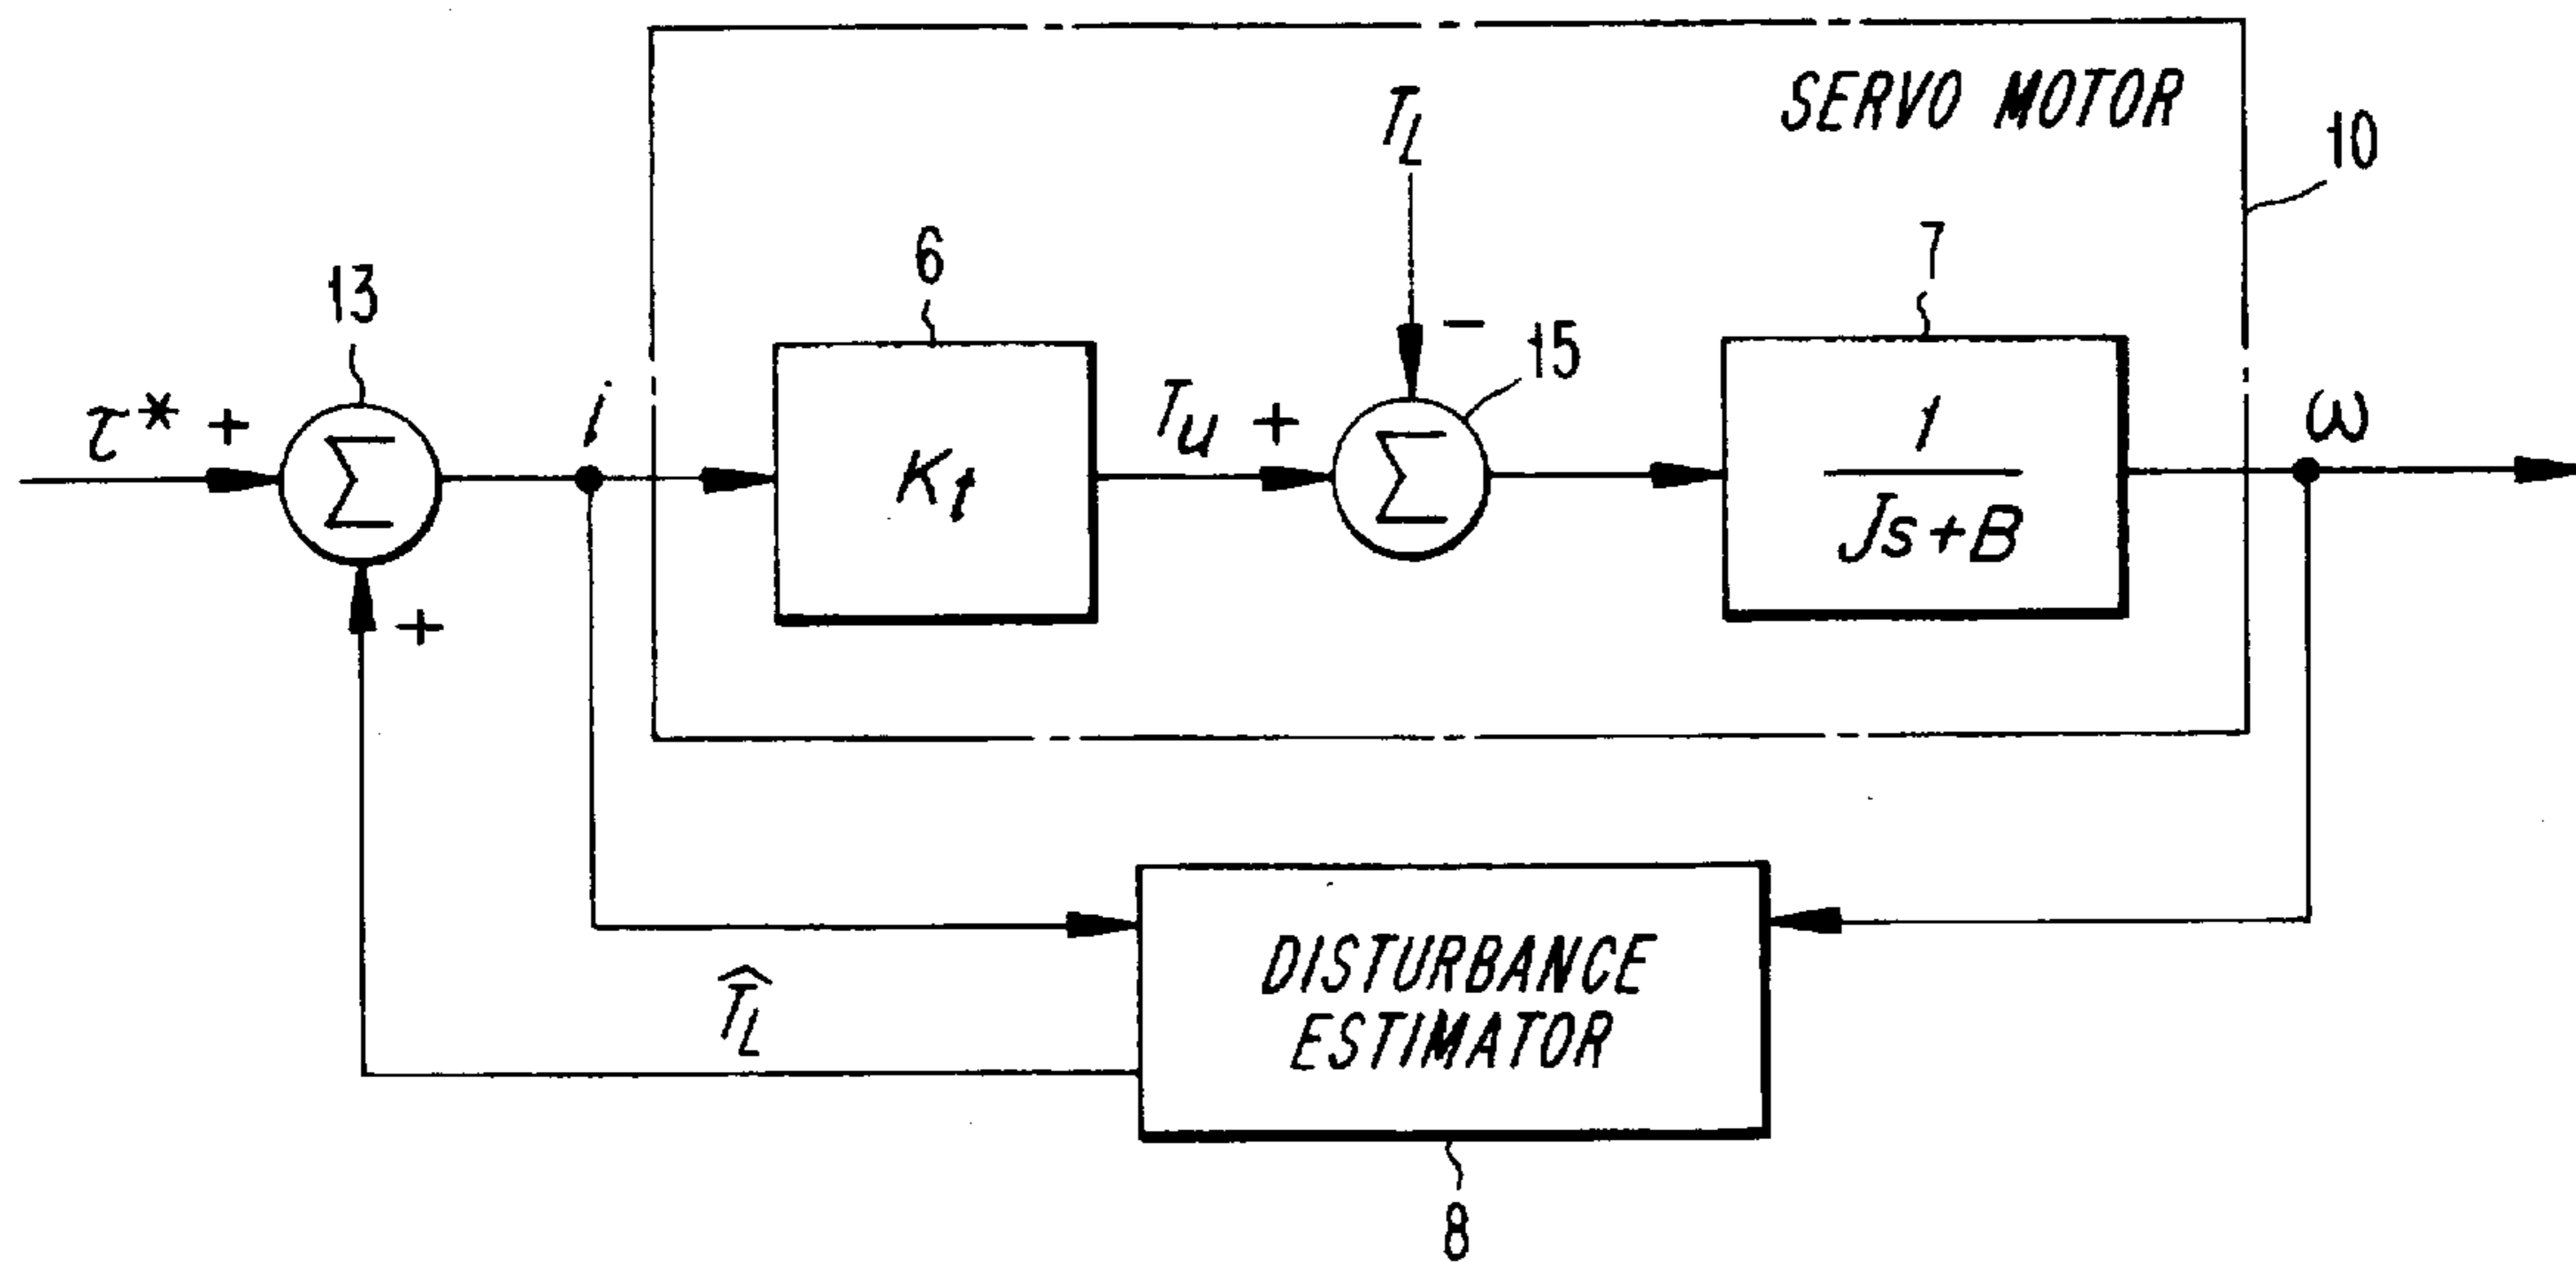 SERVO MOTOR
10
T_L
−
13
6
7
15
τ* +
Σ
i
K_t
T_u +
Σ
1
Js+B
ω
+
T̂_L
DISTURBANCE
ESTIMATOR
8